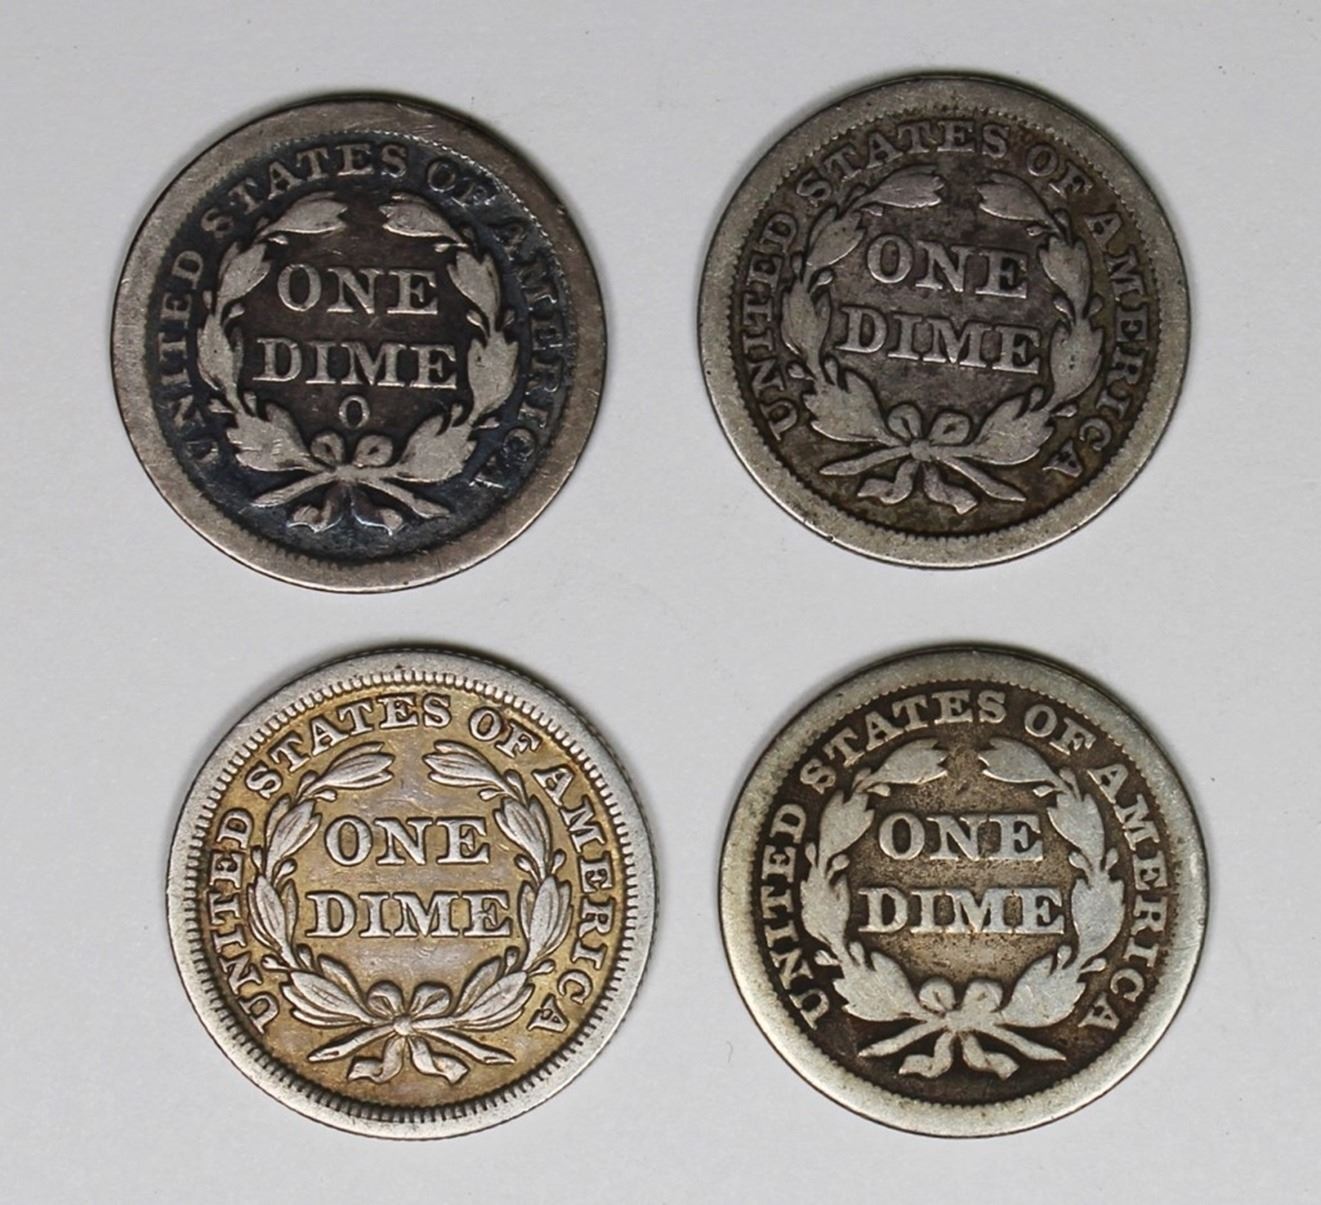 UNITED STATES OF AMERICA
ONE
DIME
O
UNITED STATES OF AMERICA
ONE
DIME
UNITED STATES OF AMERICA
ONE
DIME
UNITED STATES OF AMERICA
ONE
DIME